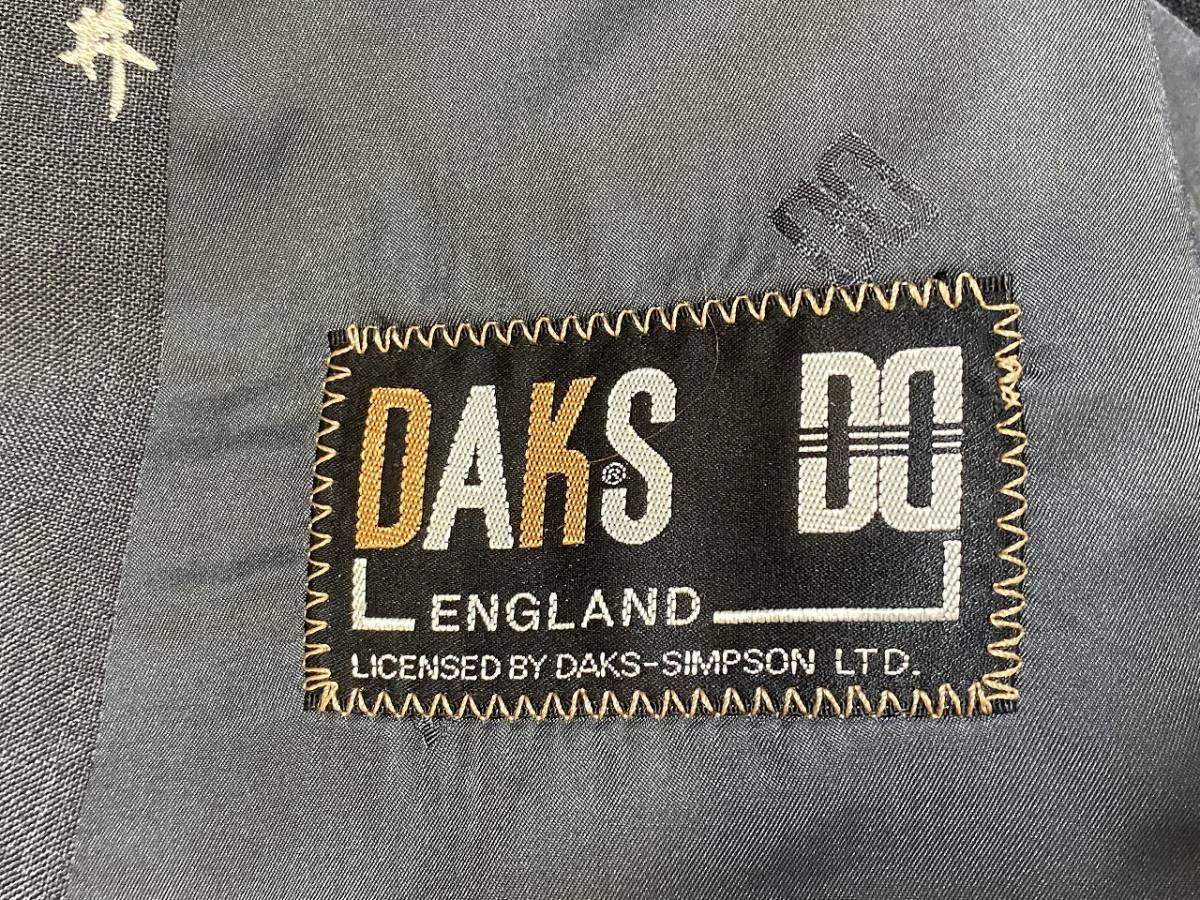 DAKS®
DD
ENGLAND
LICENSED BY DAKS-SIMPSON LTD.